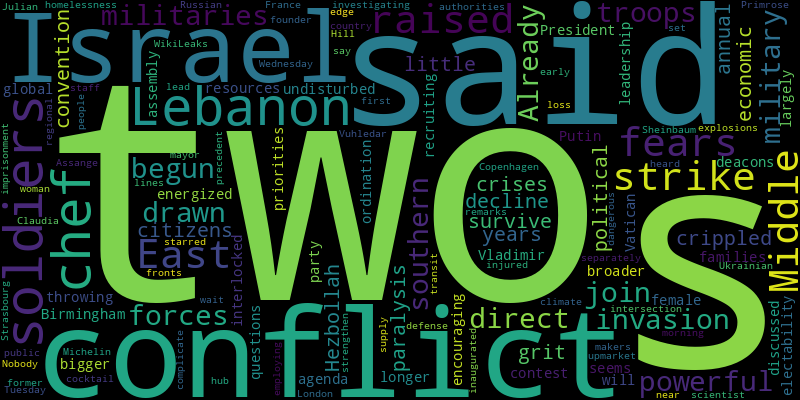 Julian homelessness Russian France investigating edge authorities Primrose
militaries founder raised country Hill troops set
Israel said President annual
WikiLeaks Wednesday say
convention assembly little Already leadership economic military largely
global lead resources undisturbed early
staff Lebanon first recruiting loss Putin Sheinbaum explosions
regional people two's fears
imprisonment mayor precedent Vuhledar heard
soldiers Assange begun priorities ordination Copenhagen political deacons
woman lines energized crises strike Middle
chef drawn decline dangerous Vatican
Claudia citizens starred remarks survive
East party southern years crippled
fronts interlocked Vladimir separately families
Strasbourg Hezbollah paralysis transit injured broader Ukrainian
throwing wait climate join female
Birmingham forces questions strengthen encouraging direct intersection invasion
conflict supply defense morning
public Michelin complicate makers discussed electability
Nobody bigger employing grit upmarket
former cocktail hub agenda longer inaugurated contest seems powerful
Tuesday London will near scientist